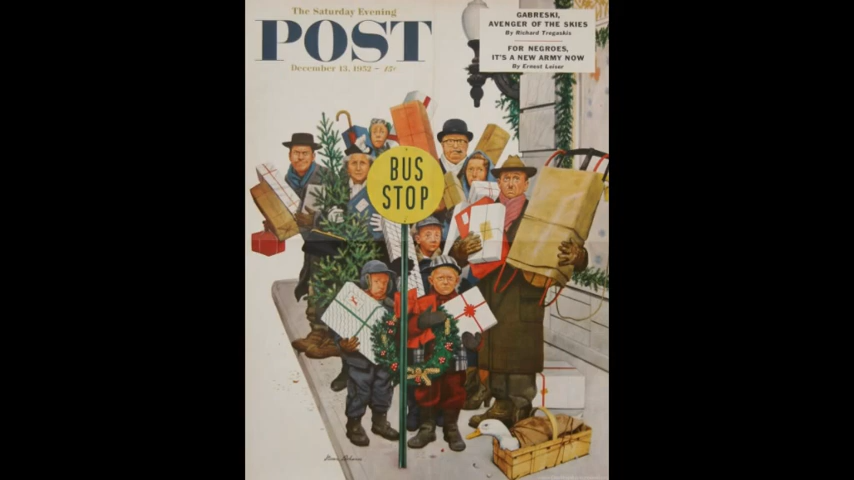 The Saturday Evening
POST
December 13, 1952 – 15¢
GABRESKI,
AVENGER OF THE SKIES
By Richard Tregaskis
FOR NEGROES,
IT'S A NEW ARMY NOW
By Ernest Leiser
BUS
STOP